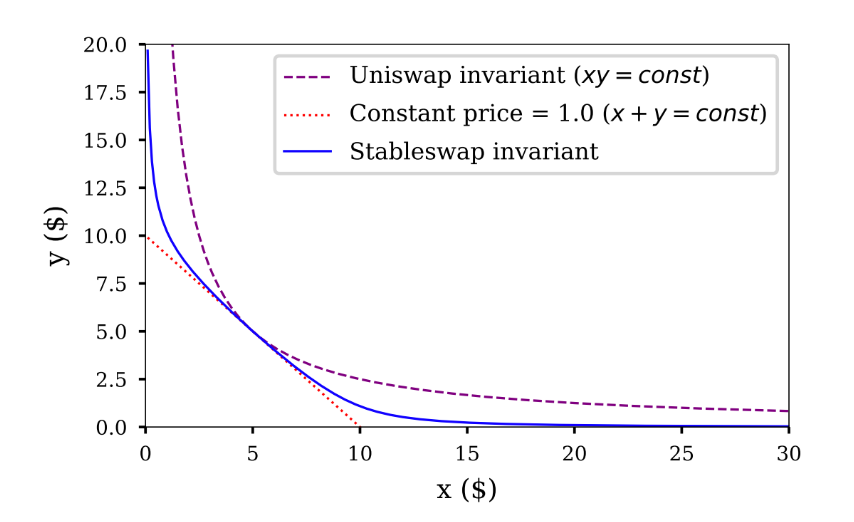 20.0
17.5
15.0
12.5
10.0
7.5
5.0
2.5
0.0
y ($)
Uniswap invariant (xy = const)
Constant price = 1.0 (x + y = const)
Stableswap invariant
0 5 10 15 20 25 30
x ($)